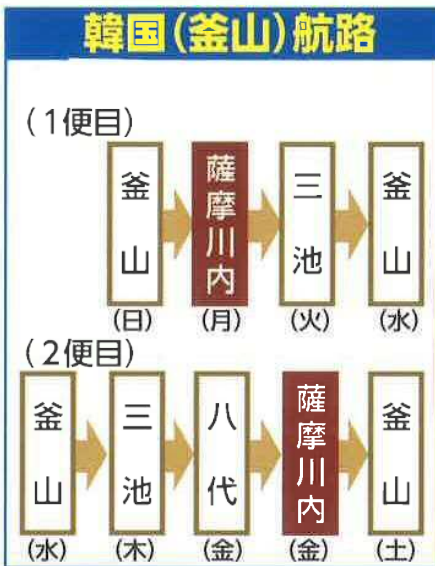 韓国(釜山)航路
(1便目)
釜山 薩摩川内 三池 釜山
(日) (月) (火) (水)
(2便目)
釜山 三池 八代 薩摩川内 釜山
(水) (木) (金) (金) (土)